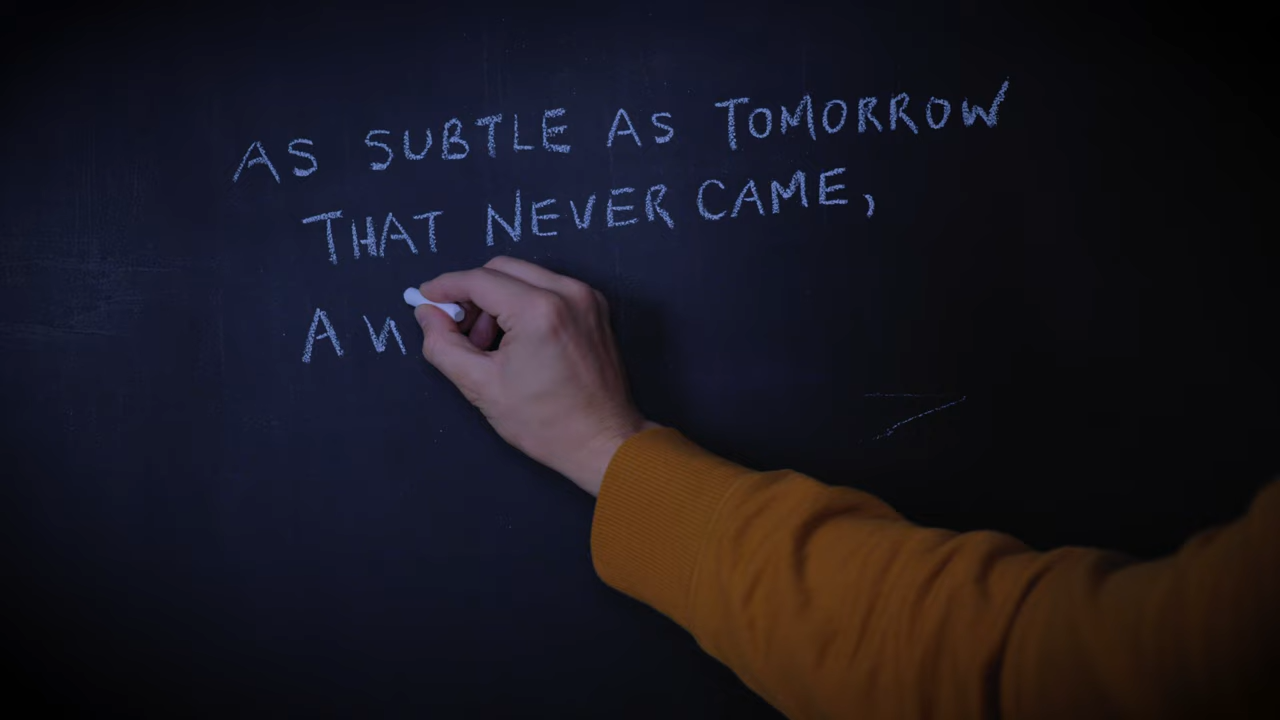 AS SUBTLE AS TOMORROW
THAT NEVER CAME,
A